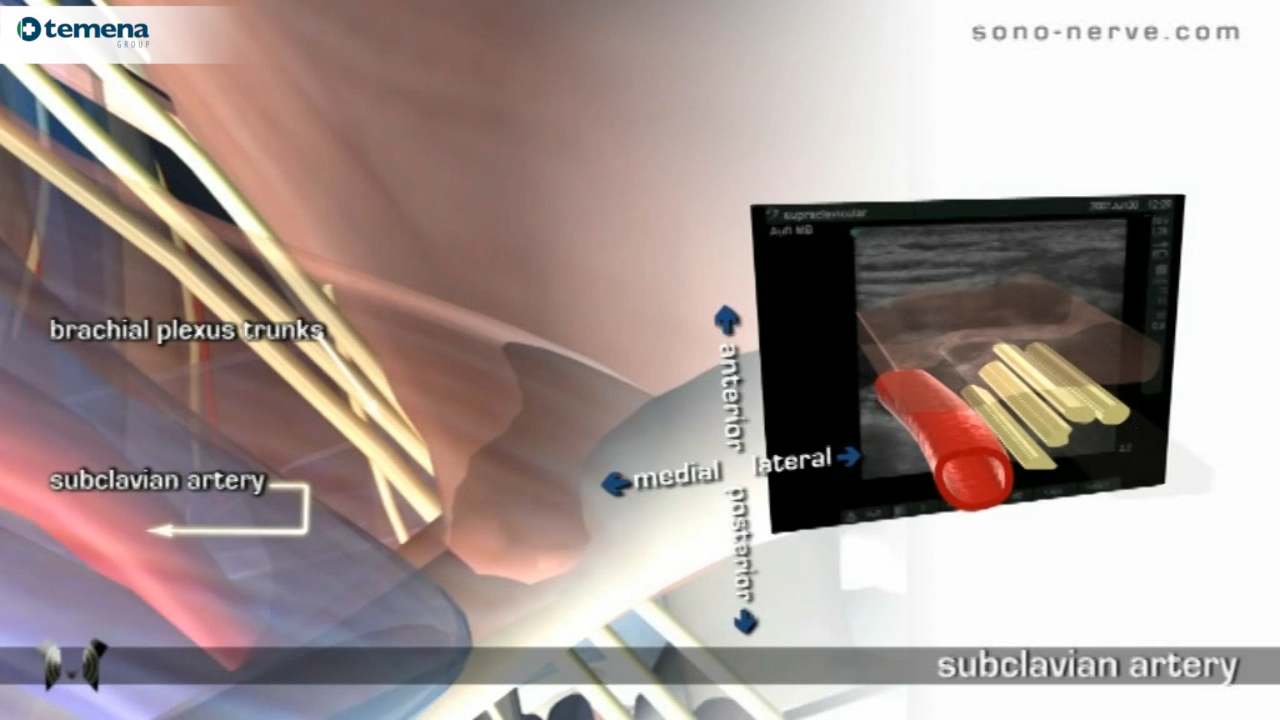 temena
GROUP
sono-nerve.com
supraclavicular
brachial plexus trunks
subclavian artery
anterior
medial
lateral
posterior
subclavian artery